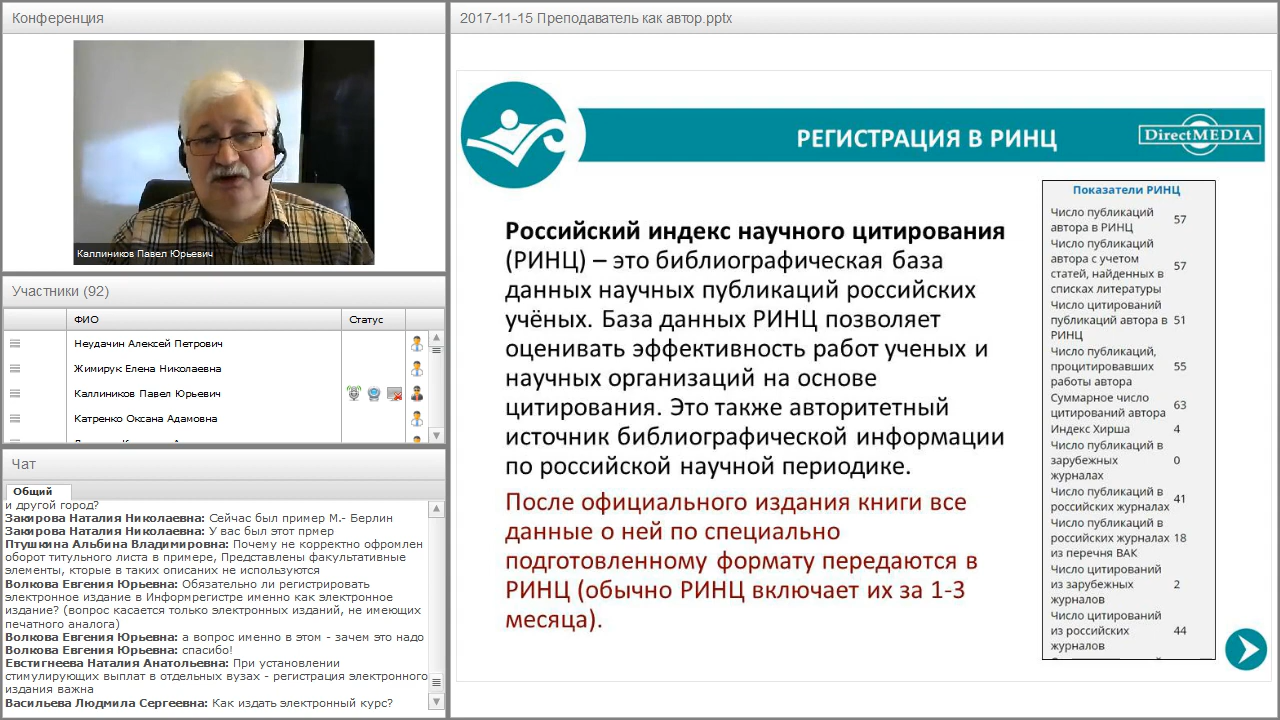 Конференция
Каллиников Павел Юрьевич
Участники (92)
ФИО
Статус
Неудачин Алексей Петрович
Жимирук Елена Николаевна
Каллиников Павел Юрьевич
Катренко Оксана Адамовна
Чат
Общий
и другой город?
Закирова Наталия Николаевна: Сейчас был пример М.- Берлин
Закирова Наталия Николаевна: У вас был этот прмер
Птушкина Альбина Владимировна: Почему не корректно офромлен
оборот титульного листа в примере, Представлены факультативные
элементы, кторые в таких описаних не используются
Волкова Евгения Юрьевна: Обязательно ли регистрировать
электронное издание в Информрегистре именно как электронное
издание? (вопрос касается только электронных изданий, не имеющих
печатного аналога)
Волкова Евгения Юрьевна: а вопрос именно в этом - зачем это надо
Волкова Евгения Юрьевна: спасибо!
Евстигнеева Наталия Анатольевна: При установлении
стимулирующих выплат в отдельных вузах - регистрация электронного
издания важна
Васильева Людмила Сергеевна: Как издать электронный курс?
2017-11-15 Преподаватель как автор.pptx
РЕГИСТРАЦИЯ В РИНЦ
DirectMEDIA
Российский индекс научного цитирования
(РИНЦ) – это библиографическая база
данных научных публикаций российских
учёных. База данных РИНЦ позволяет
оценивать эффективность работ ученых и
научных организаций на основе
цитирования. Это также авторитетный
источник библиографической информации
по российской научной периодике.
После официального издания книги все
данные о ней по специально
подготовленному формату передаются в
РИНЦ (обычно РИНЦ включает их за 1-3
месяца).
Показатели РИНЦ
Число публикаций
автора в РИНЦ 57
Число публикаций
автора с учетом
статей, найденных в 57
списках литературы
Число цитирований
публикаций автора в 51
РИНЦ
Число публикаций,
процитировавших 55
работы автора
Суммарное число
цитирований автора 63
Индекс Хирша 4
Число публикаций в
зарубежных 0
журналах
Число публикаций в
российских журналах 41
Число публикаций в
российских журналах 18
из перечня ВАК
Число цитирований
из зарубежных 2
журналов
Число цитирований
из российских 44
журналов